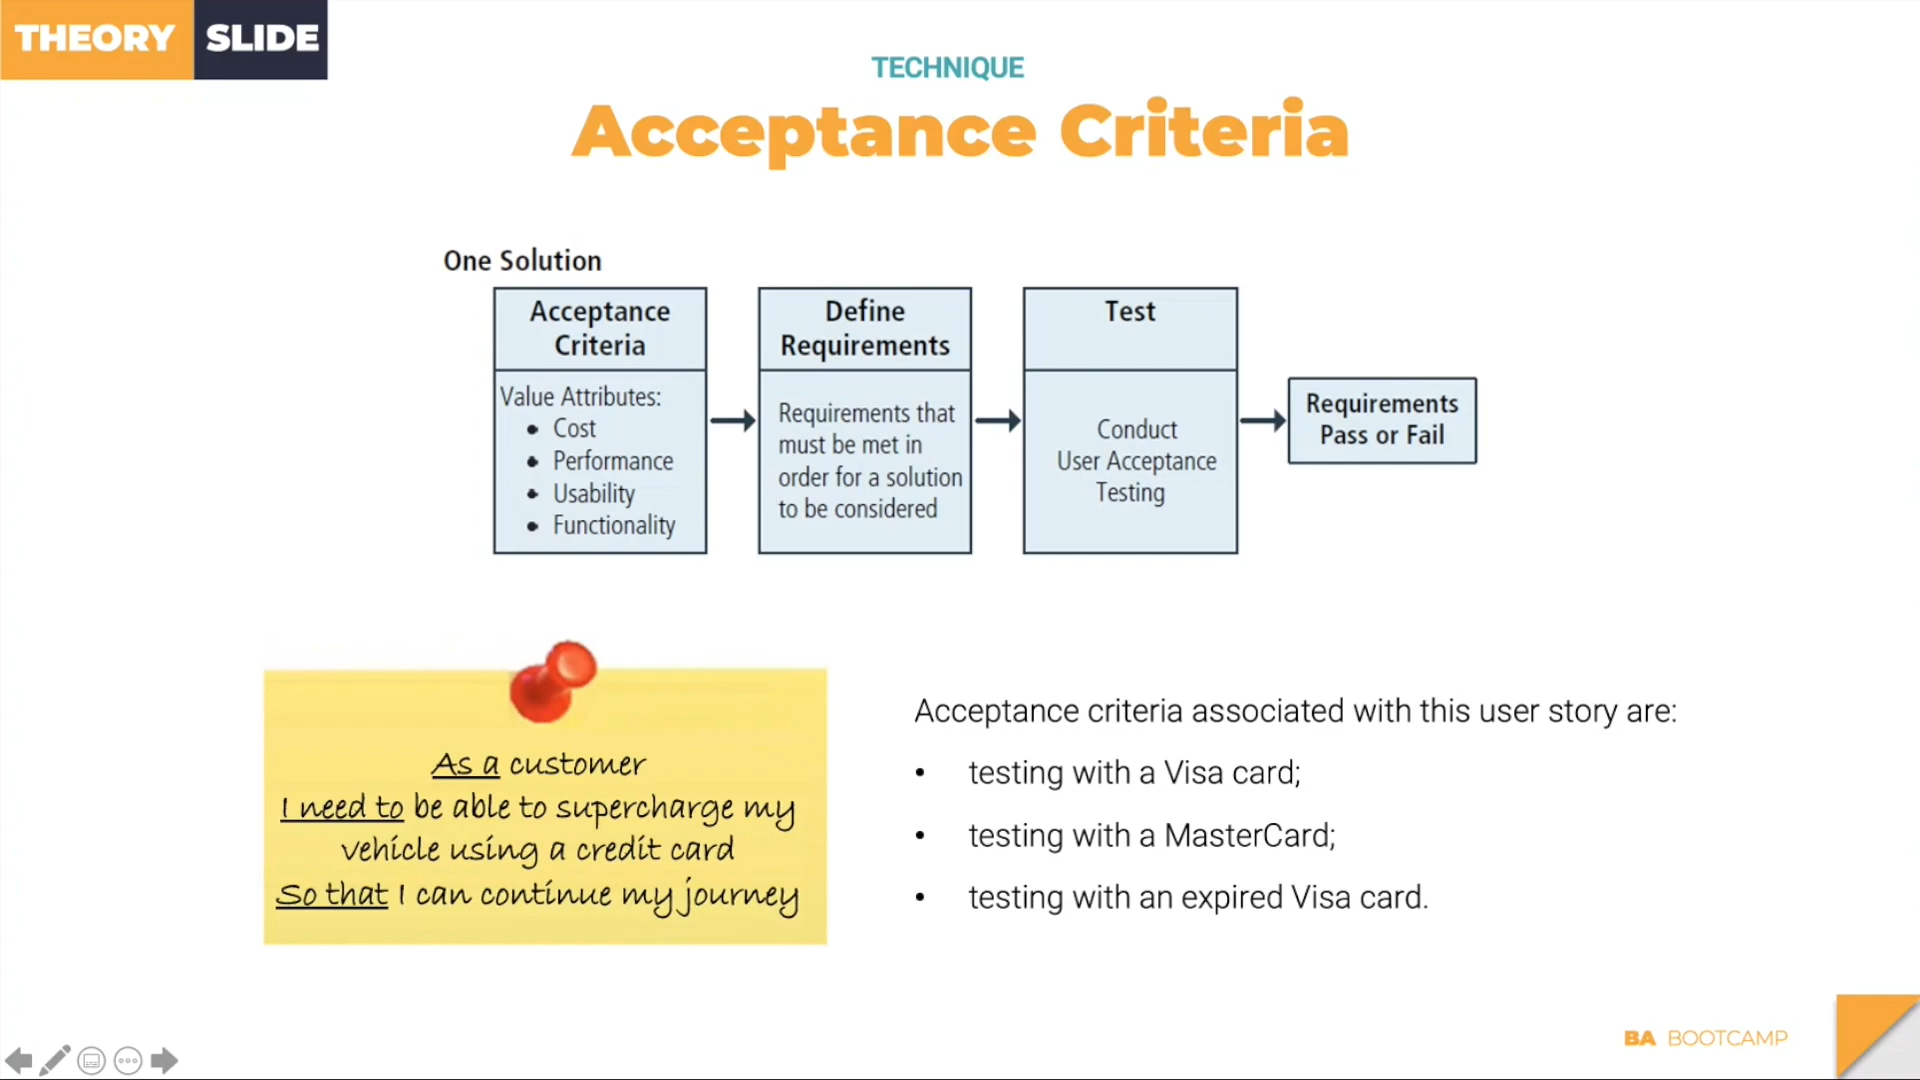 THEORY SLIDE
TECHNIQUE
Acceptance Criteria
One Solution
Acceptance
Criteria
Value Attributes:
• Cost
• Performance
• Usability
• Functionality
Define
Requirements
Requirements that
must be met in
order for a solution
to be considered
Test
Conduct
User Acceptance
Testing
Requirements
Pass or Fail
As a customer
I need to be able to supercharge my
vehicle using a credit card
So that I can continue my journey
Acceptance criteria associated with this user story are:
• testing with a Visa card;
• testing with a MasterCard;
• testing with an expired Visa card.
BA BOOTCAMP